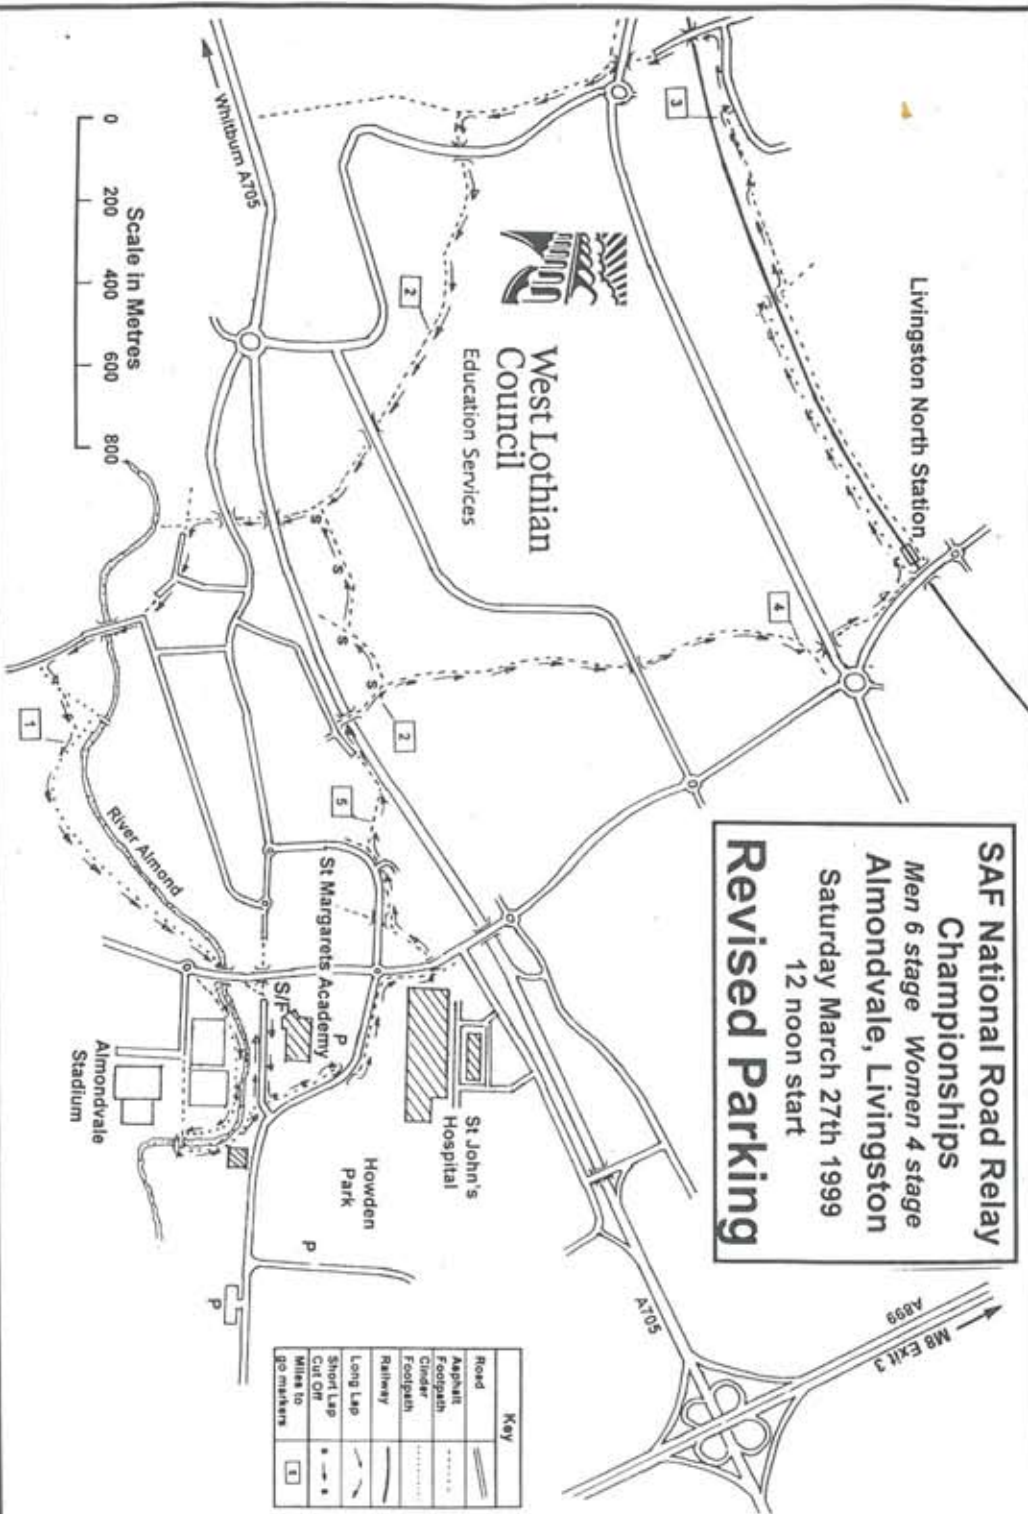 SAF National Road Relay
Championships
Men 6 stage Women 4 stage
Almondvale, Livingston
Saturday March 27th 1999
12 noon start
Revised Parking
Livingston North Station
West Lothian
Council
Education Services
Whitburn A705
Scale in Metres
0 200 400 600 800
3
2
4
1
2
5
S
S
S
S
River Almond
St Margarets Academy
S/F
P
Almondvale
Stadium
St John's
Hospital
Howden
Park
P
P
A705
A899
M8 Exit 3
Key
Road
Asphalt
Footpath
Cinder
Footpath
Railway
Long Lap
Short Lap
Cut Off
Miles to
go markers